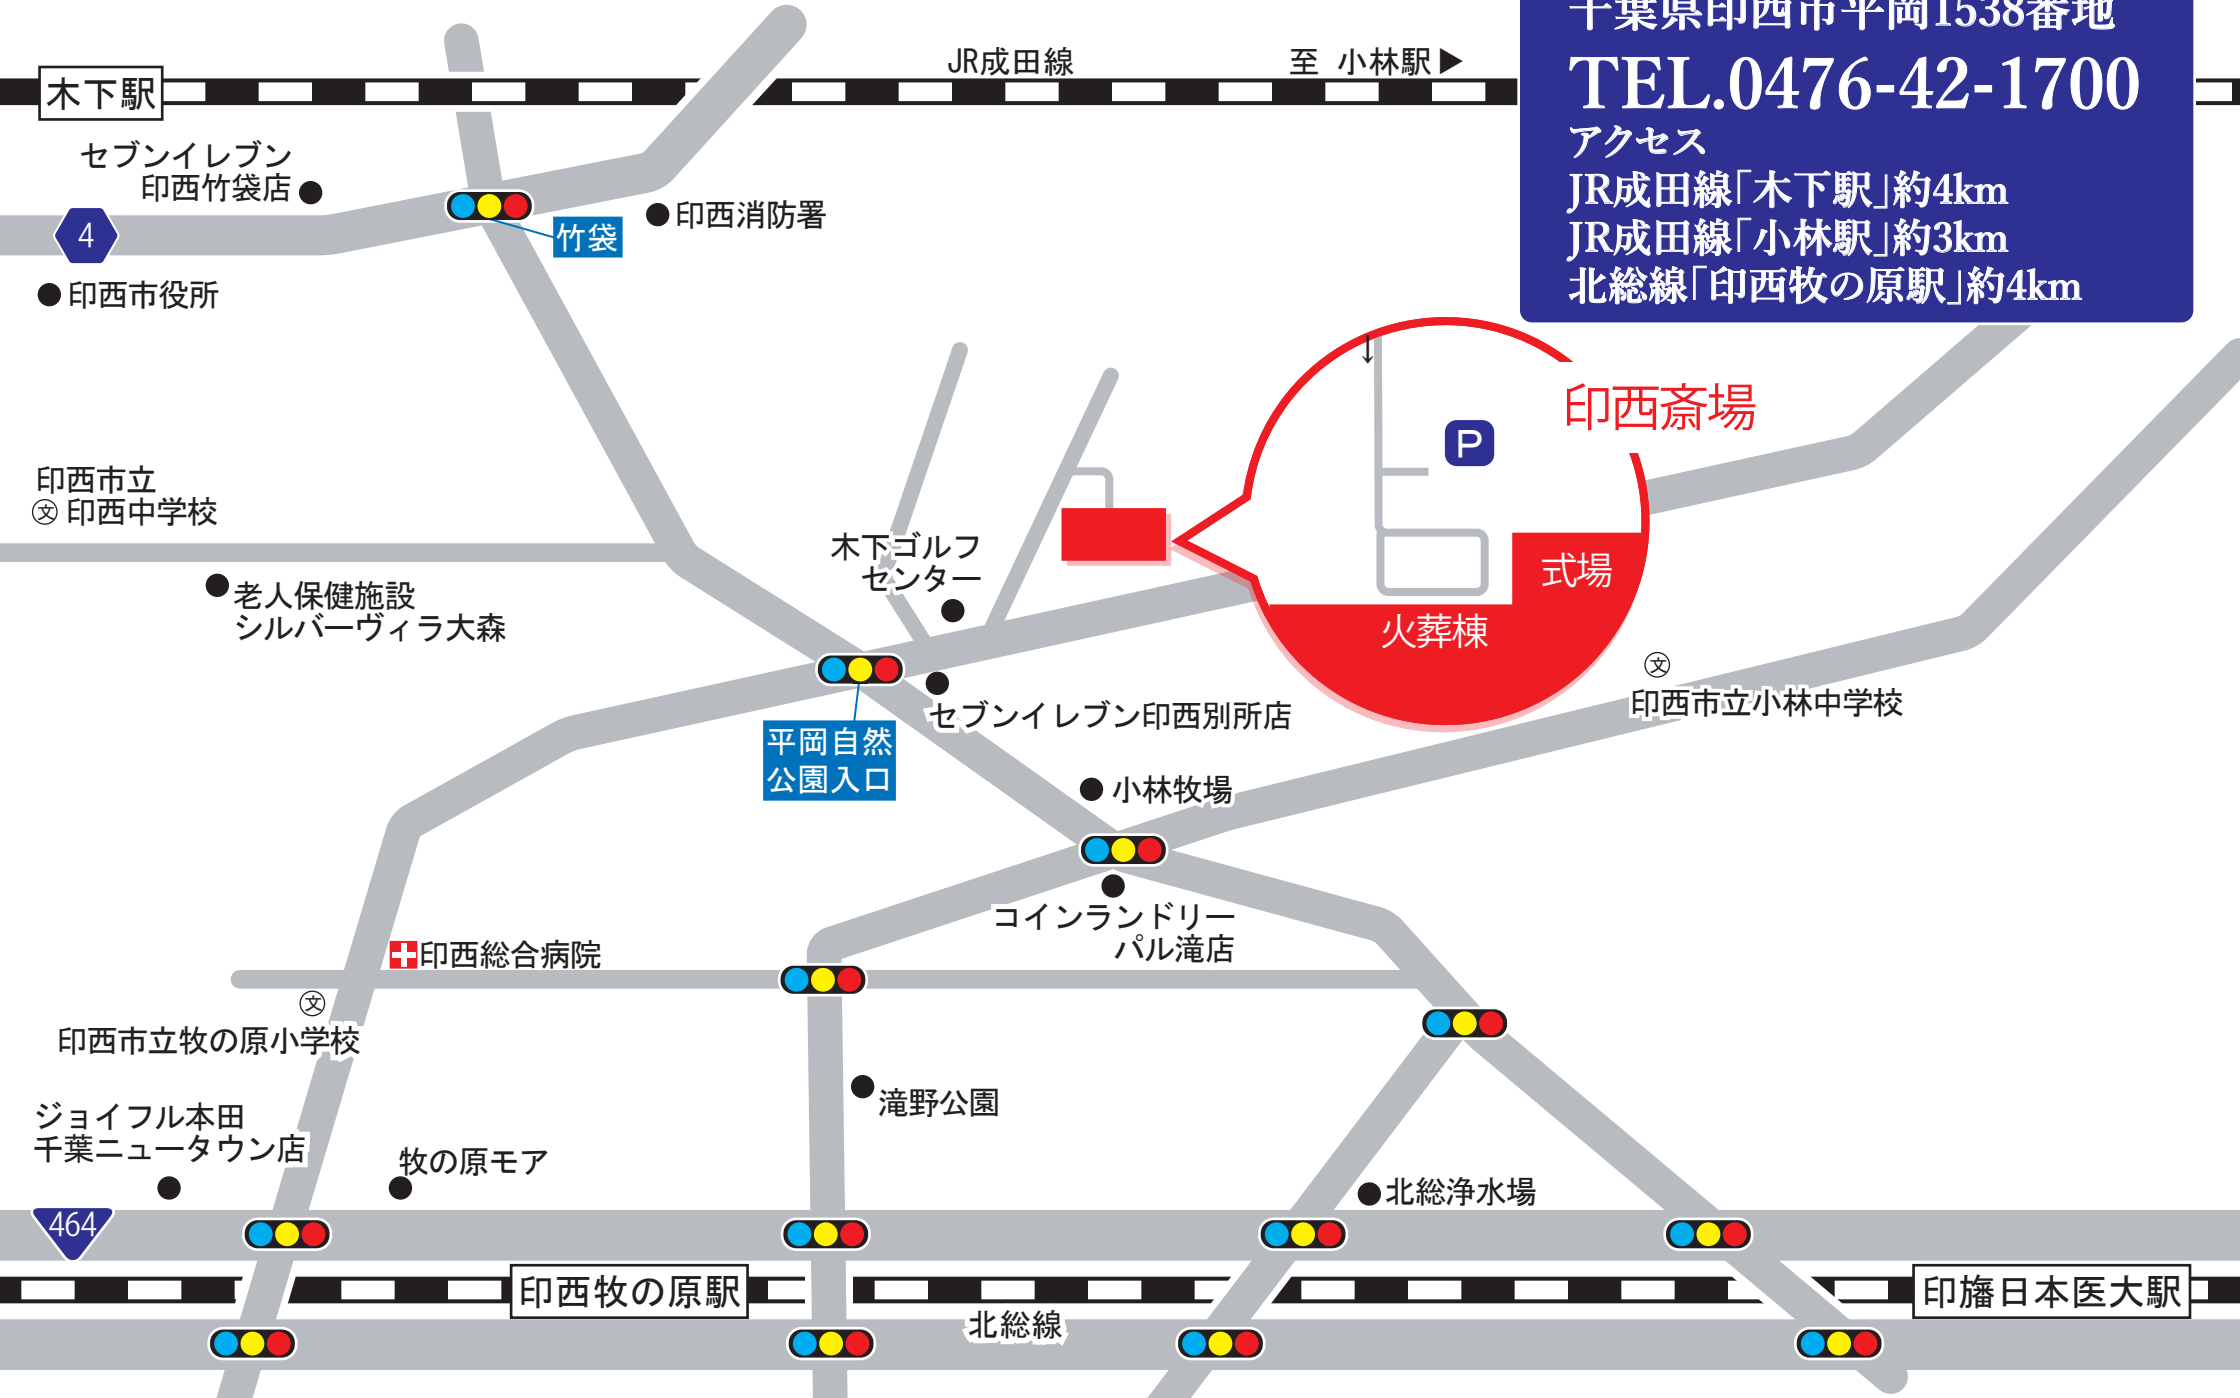 千葉県印西市平岡1538番地
TEL.0476-42-1700
アクセス
JR成田線「木下駅」約4km
JR成田線「小林駅」約3km
北総線「印西牧の原駅」約4km
JR成田線
至 小林駅▶
木下駅
セブンイレブン
印西竹袋店
4
竹袋
印西消防署
印西市役所
印西市立
文 印西中学校
老人保健施設
シルバーヴィラ大森
木下ゴルフ
センター
↓
P
印西斎場
式場
火葬棟
文
印西市立小林中学校
セブンイレブン印西別所店
平岡自然
公園入口
小林牧場
コインランドリー
パル滝店
印西総合病院
文
印西市立牧の原小学校
滝野公園
ジョイフル本田
千葉ニュータウン店
牧の原モア
北総浄水場
464
印西牧の原駅
北総線
印旛日本医大駅